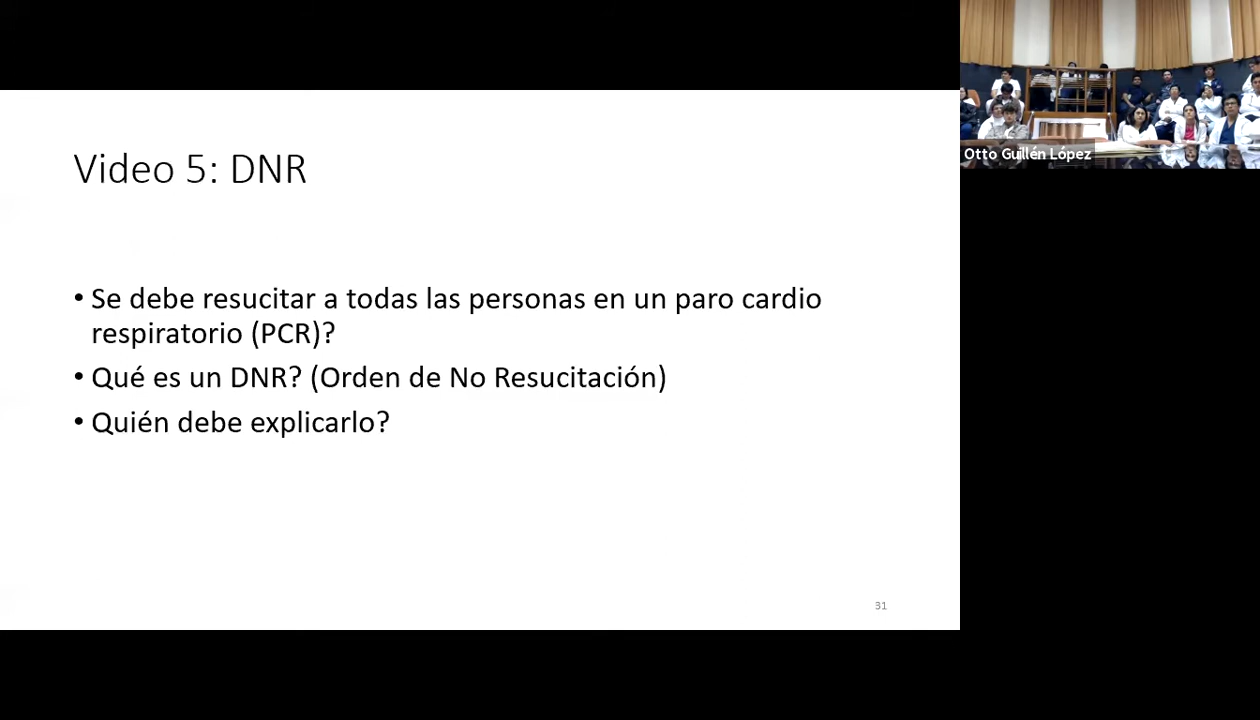 Video 5: DNR
• Se debe resucitar a todas las personas en un paro cardio
respiratorio (PCR)?
• Qué es un DNR? (Orden de No Resucitación)
• Quién debe explicarlo?
31
Otto Guillén López